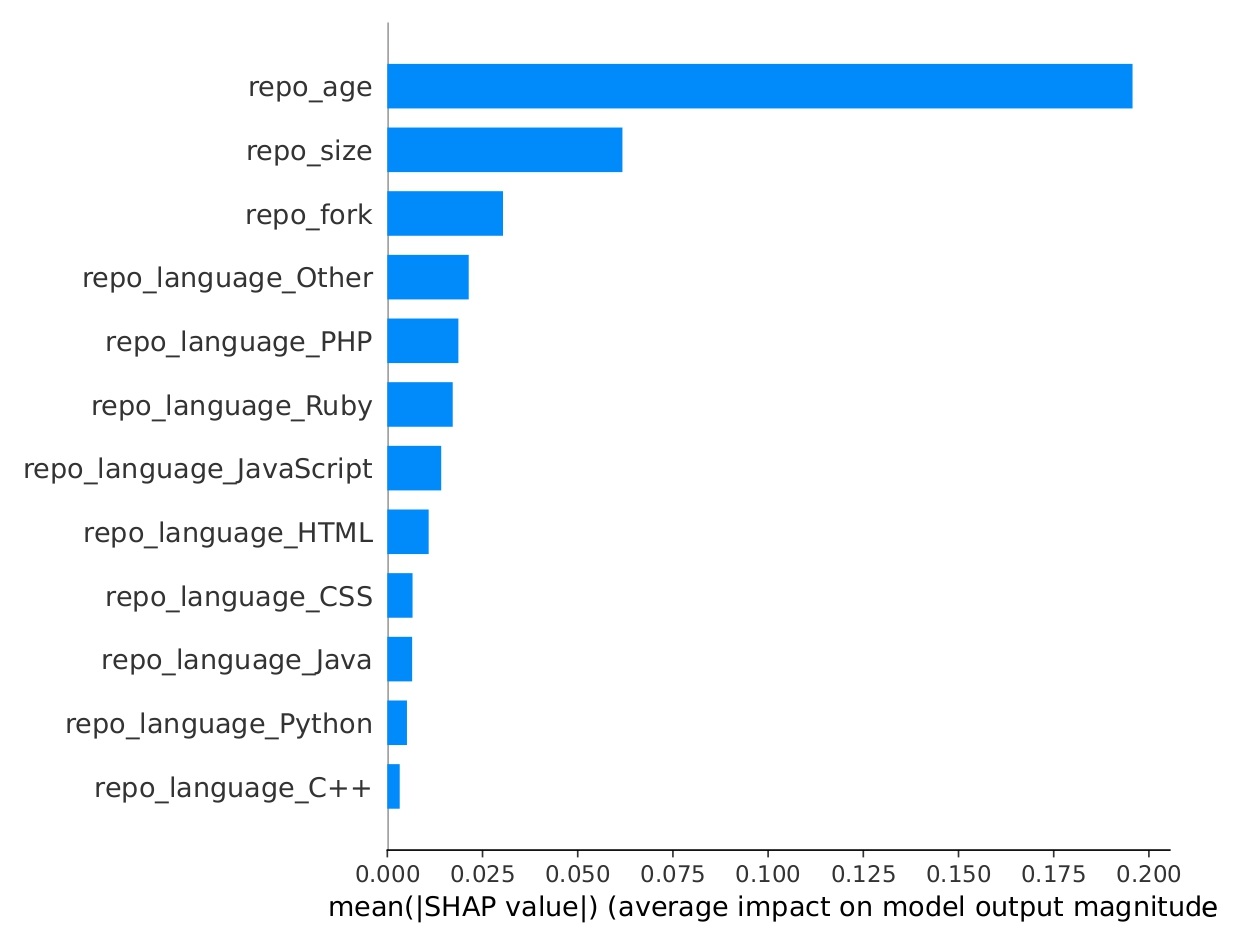 repo_age
repo_size
repo_fork
repo_language_Other
repo_language_PHP
repo_language_Ruby
repo_language_JavaScript
repo_language_HTML
repo_language_CSS
repo_language_Java
repo_language_Python
repo_language_C++
0.000 0.025 0.050 0.075 0.100 0.125 0.150 0.175 0.200
mean(|SHAP value|) (average impact on model output magnitude